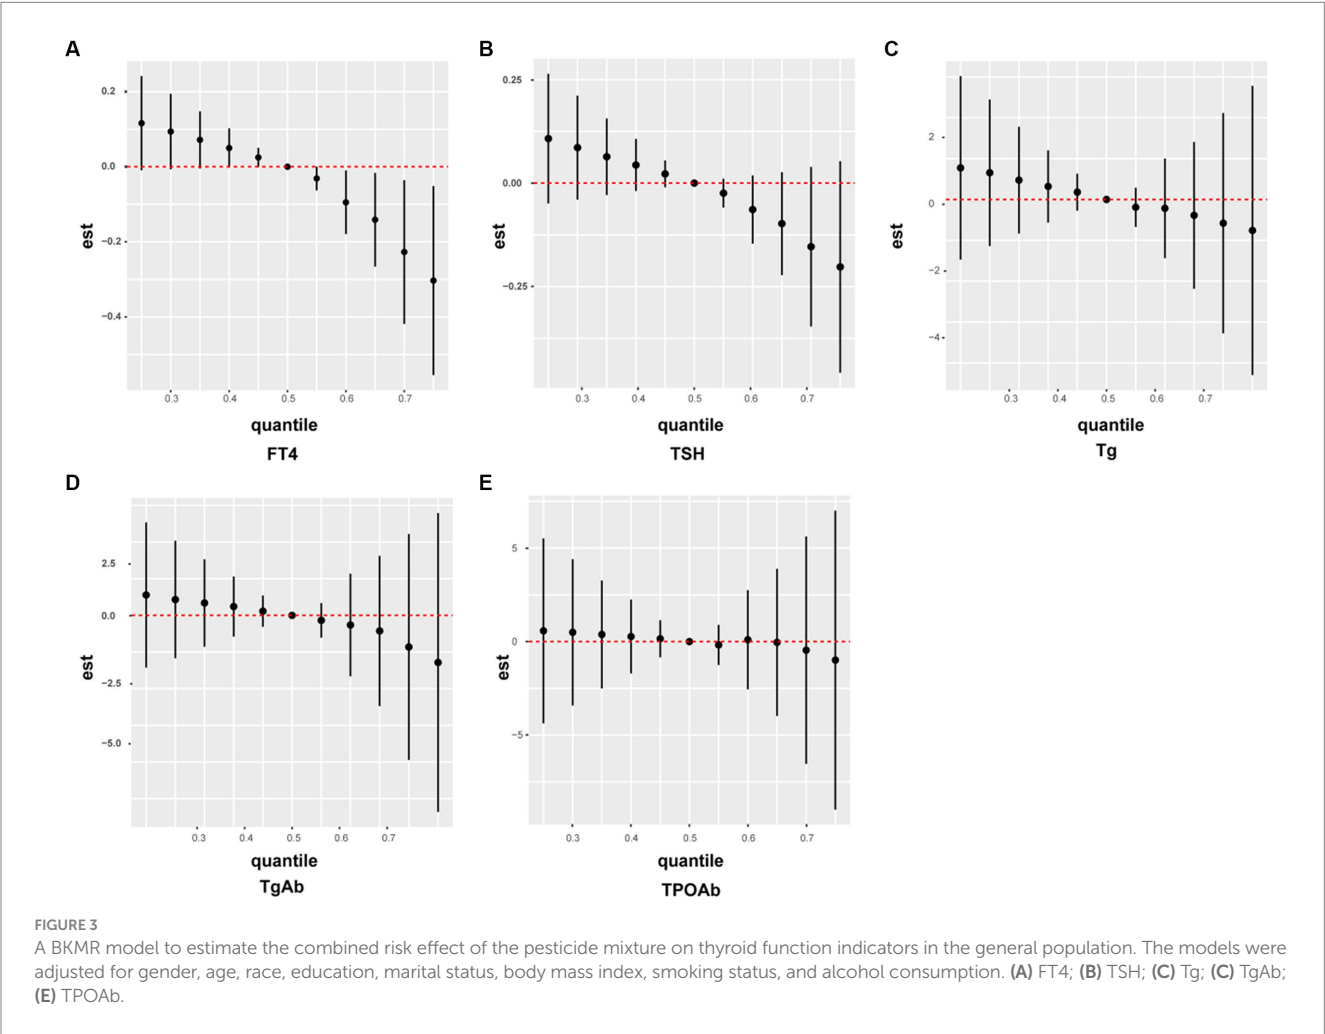 A
B
C
0.2
0.0
−0.2
−0.4
est
0.3 0.4 0.5 0.6 0.7
quantile
FT4
0.25
0.00
−0.25
est
0.3 0.4 0.5 0.6 0.7
quantile
TSH
2
0
−2
−4
est
0.3 0.4 0.5 0.6 0.7
quantile
Tg
D
E
2.5
0.0
−2.5
−5.0
est
0.3 0.4 0.5 0.6 0.7
quantile
TgAb
5
0
−5
est
0.3 0.4 0.5 0.6 0.7
quantile
TPOAb
FIGURE 3
A BKMR model to estimate the combined risk effect of the pesticide mixture on thyroid function indicators in the general population. The models were
adjusted for gender, age, race, education, marital status, body mass index, smoking status, and alcohol consumption. (A) FT4; (B) TSH; (C) Tg; (C) TgAb;
(E) TPOAb.